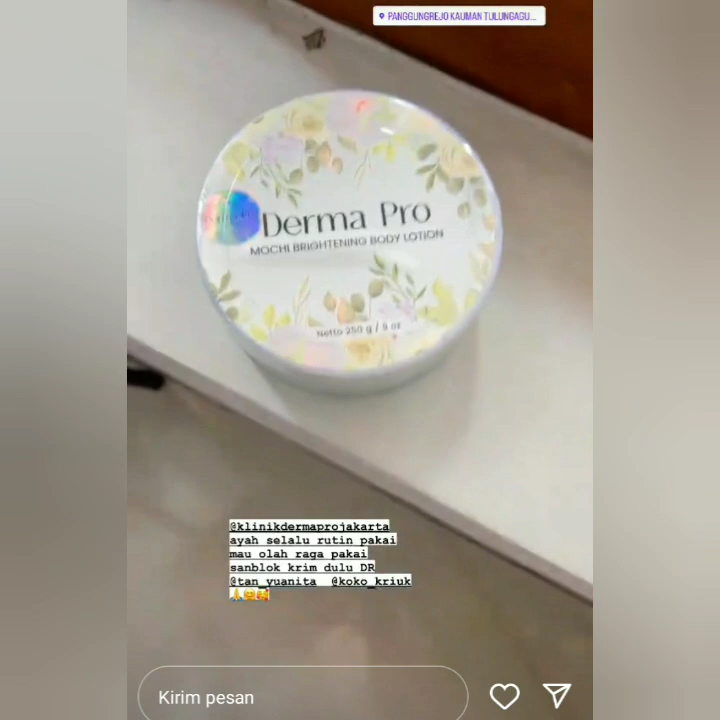 PANGGUNGREJO KAUMAN TULUNGAGU...
Derma Pro
MOCHI BRIGHTENING BODY LOTION
Netto 250 g / 9 oz
@klinikdermaprojakarta
ayah selalu rutin pakai
mau olah raga pakai
sanblok krim dulu DR
@tan_yuanita @koko_kriuk
🙏😊🥰
Kirim pesan